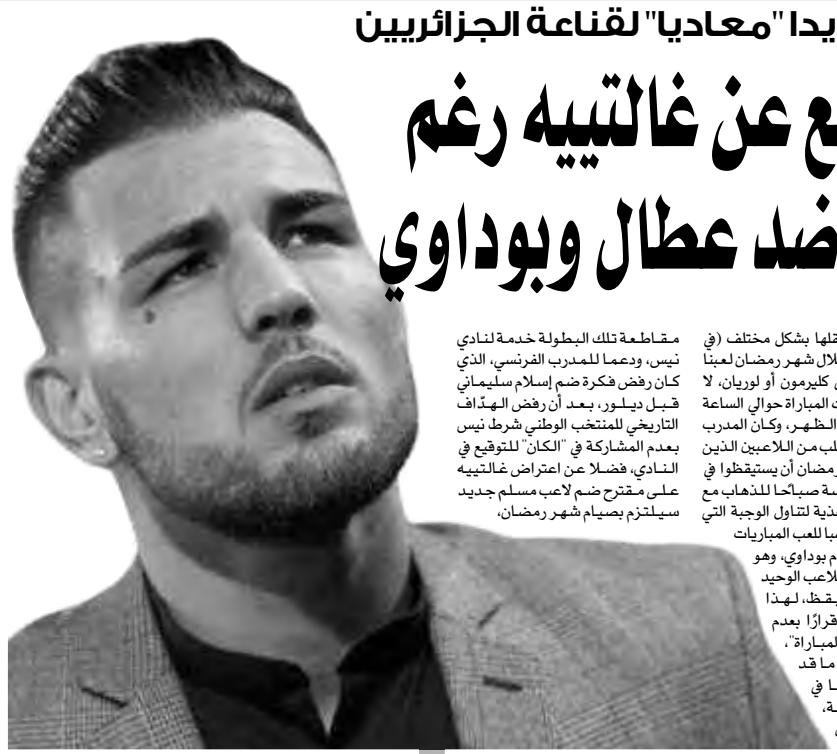 يدا "معاديا" لقناعة الجزائريين
ع عن غالتييه رغم
ضد عطال وبوداوي
قلها بشكل مختلف (في
لال شهر رمضان لعبنا
كليرمون أو لوريان، لا
ت المباراة حوالي الساعة
الظهر، وكان المدرب
لب من اللاعبين الذين
رمضان أن يستيقظوا في
سة صباحًا للذهاب مع
غذية لتناول الوجبة التي
با للعب المباريات
م بوداوي، وهو
لاعب الوحيد
يقظ، لهذا
قرارًا بعدم
لمباراة"،
ما قد
ا في
ة،
مقاطعة تلك البطولة خدمة لنادي
نيس، ودعما للمدرب الفرنسي، الذي
كان رفض فكرة ضم إسلام سليماني
قبل ديلور، بعد أن رفض الهدّاف
التاريخي للمنتخب الوطني شرط نيس
بعدم المشاركة في "الكان" للتوقيع في
النادي، فضلا عن اعتراض غالتييه
على مقترح ضم لاعب مسلم جديد
سيلتزم بصيام شهر رمضان،